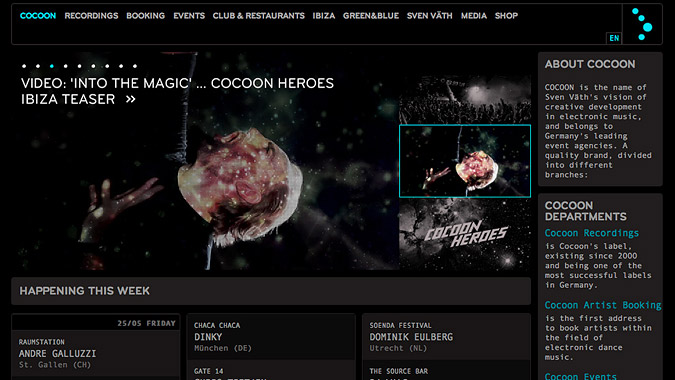 COCOON RECORDINGS BOOKING EVENTS CLUB & RESTAURANTS IBIZA GREEN&BLUE SVEN VÄTH MEDIA SHOP
EN
VIDEO: 'INTO THE MAGIC' ... COCOON HEROES
IBIZA TEASER »
COCOON
HEROES
HAPPENING THIS WEEK
25/05 FRIDAY
RAUMSTATION
ANDRE GALLUZZI
St. Gallen (CH)
CHACA CHACA
DINKY
München (DE)
GATE 14
SOENDA FESTIVAL
DOMINIK EULBERG
Utrecht (NL)
THE SOURCE BAR
ABOUT COCOON
COCOON is the name of
Sven Väth's vision of
creative development
in electronic music,
and belongs to
Germany's leading
event agencies. A
quality brand, divided
into different
branches:
COCOON
DEPARTMENTS
Cocoon Recordings
is Cocoon's label,
existing since 2000
and being one of the
most successful labels
in Germany.
Cocoon Artist Booking
is the first address
to book artists within
the field of
electronic dance
music.
Cocoon Events